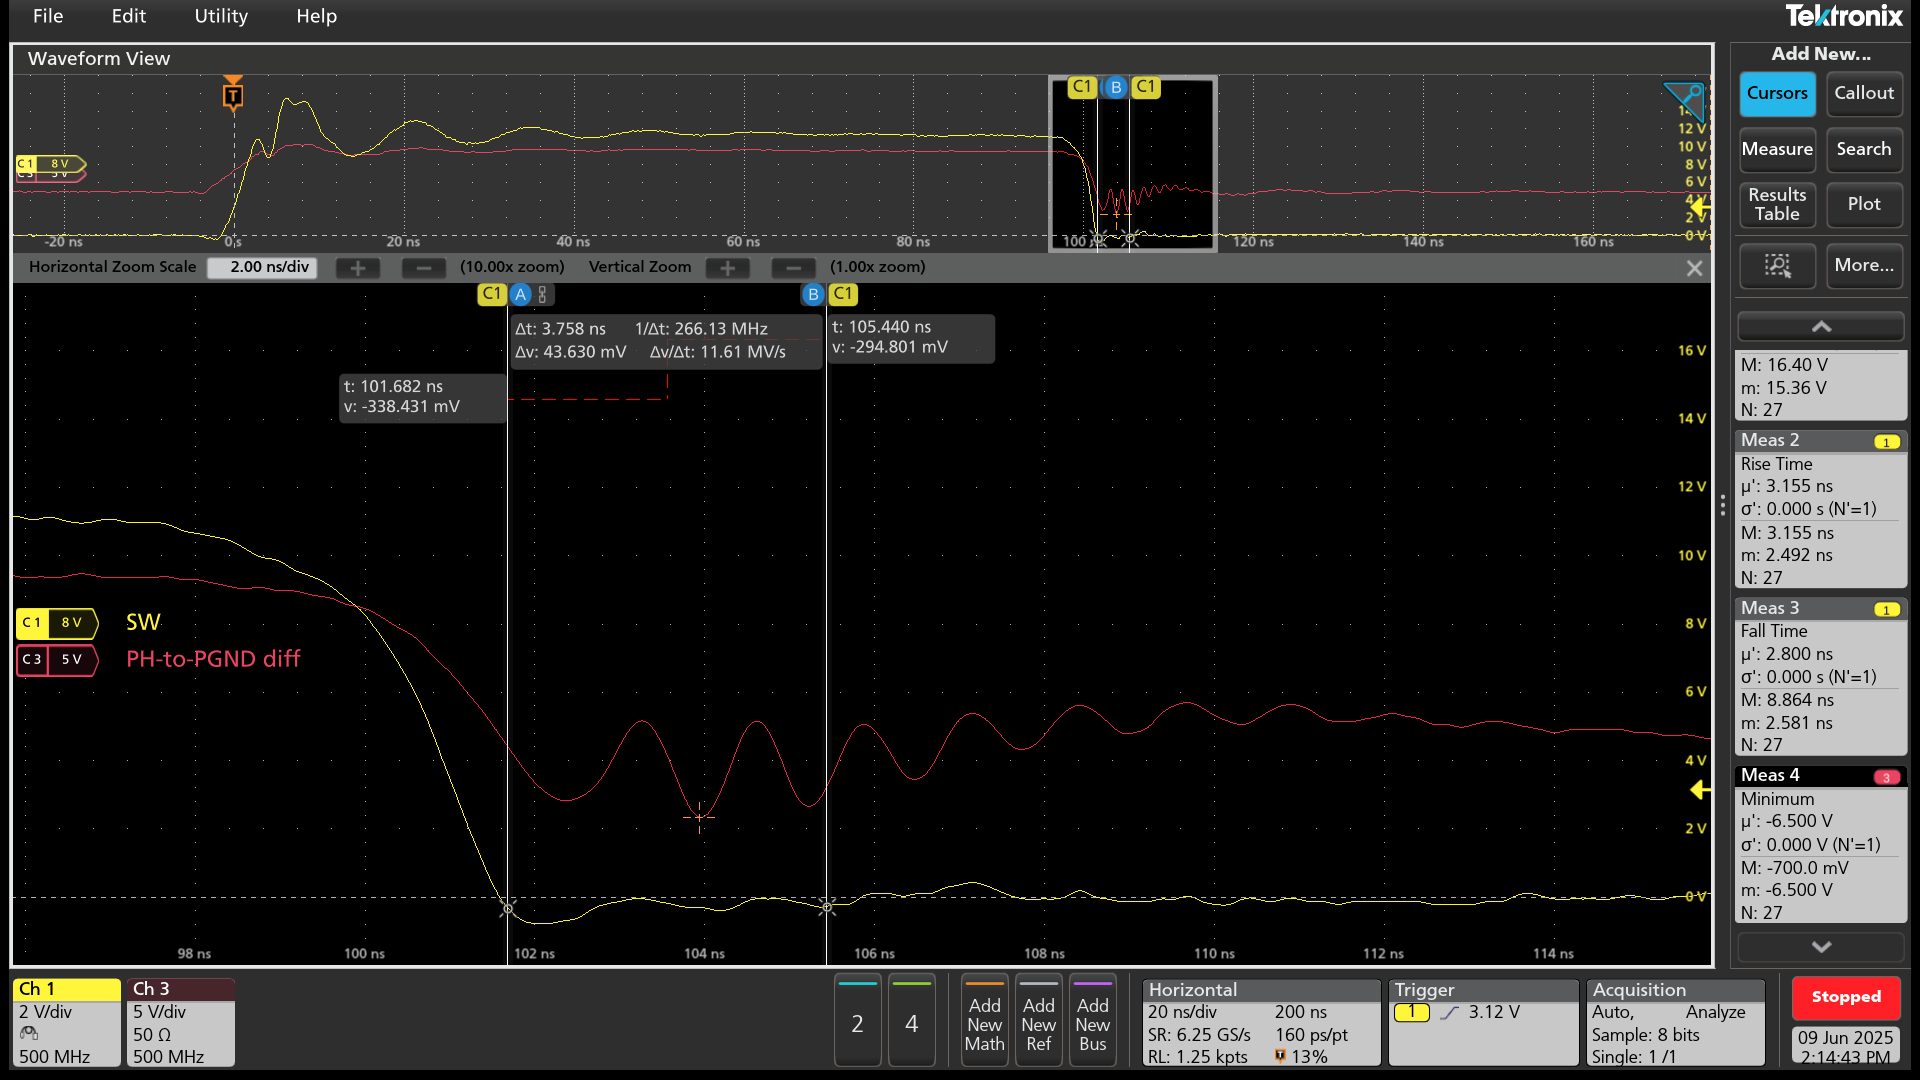 File Edit Utility Help
Tektronix
Waveform View
Add New...
Cursors Callout
Measure Search
Results Table Plot
More...
T
C1 B C1
C1 8 V
C3 5 V
14 V
12 V
10 V
8 V
6 V
4 V
2 V
0 V
-20 ns 0 s 20 ns 40 ns 60 ns 80 ns 100 120 ns 140 ns 160 ns
Horizontal Zoom Scale 2.00 ns/div + − (10.00x zoom) Vertical Zoom + − (1.00x zoom)
C1 A B C1
Δt: 3.758 ns 1/Δt: 266.13 MHz
Δv: 43.630 mV Δv/Δt: 11.61 MV/s
t: 105.440 ns
v: -294.801 mV
t: 101.682 ns
v: -338.431 mV
16 V
14 V
12 V
10 V
8 V
6 V
4 V
2 V
0 V
C1 8 V SW
C3 5 V PH-to-PGND diff
98 ns 100 ns 102 ns 104 ns 106 ns 108 ns 110 ns 112 ns 114 ns
M: 16.40 V
m: 15.36 V
N: 27
Meas 2 1
Rise Time
µ': 3.155 ns
σ': 0.000 s (N'=1)
M: 3.155 ns
m: 2.492 ns
N: 27
Meas 3 1
Fall Time
µ': 2.800 ns
σ': 0.000 s (N'=1)
M: 8.864 ns
m: 2.581 ns
N: 27
Meas 4 3
Minimum
µ': -6.500 V
σ': 0.000 V (N'=1)
M: -700.0 mV
m: -6.500 V
N: 27
Ch 1
2 V/div
500 MHz
Ch 3
5 V/div
50 Ω
500 MHz
2
4
Add New Math
Add New Ref
Add New Bus
Horizontal
20 ns/div 200 ns
SR: 6.25 GS/s 160 ps/pt
RL: 1.25 kpts T 13%
Trigger
1 3.12 V
Acquisition
Auto, Analyze
Sample: 8 bits
Single: 1 /1
Stopped
09 Jun 2025
2:14:43 PM